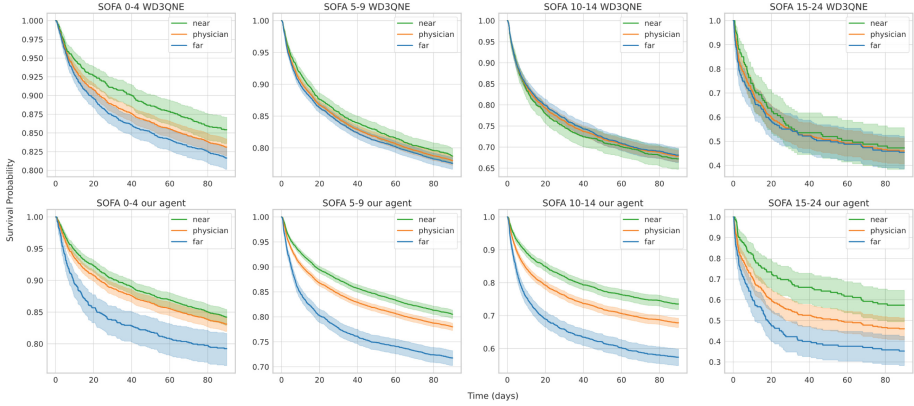 SOFA 0-4 WD3QNE
1.000
0.975
0.950
0.925
0.900
0.875
0.850
0.825
0.800
0 20 40 60 80
near
physician
far
SOFA 5-9 WD3QNE
1.00
0.95
0.90
0.85
0.80
0 20 40 60 80
near
physician
far
SOFA 10-14 WD3QNE
1.00
0.95
0.90
0.85
0.80
0.75
0.70
0.65
0 20 40 60 80
near
physician
far
SOFA 15-24 WD3QNE
1.0
0.9
0.8
0.7
0.6
0.5
0.4
0 20 40 60 80
near
physician
far
Survival Probability
SOFA 0-4 our agent
1.00
0.95
0.90
0.85
0.80
0 20 40 60 80
near
physician
far
SOFA 5-9 our agent
1.00
0.95
0.90
0.85
0.80
0.75
0.70
0 20 40 60 80
near
physician
far
SOFA 10-14 our agent
1.0
0.9
0.8
0.7
0.6
0 20 40 60 80
near
physician
far
SOFA 15-24 our agent
1.0
0.9
0.8
0.7
0.6
0.5
0.4
0.3
0 20 40 60 80
near
physician
far
Time (days)